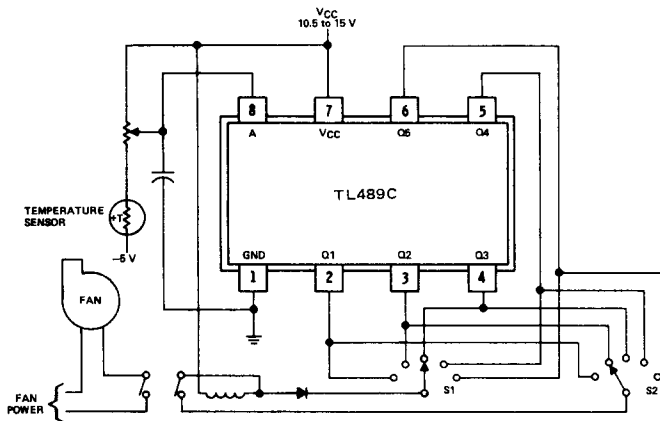 VCC
10.5 to 15 V
8
7
6
5
A
VCC
Q5
Q4
TL489C
TEMPERATURE
SENSOR
+T
–5 V
GND
Q1
Q2
Q3
1
2
3
4
FAN
S1
S2
FAN
POWER